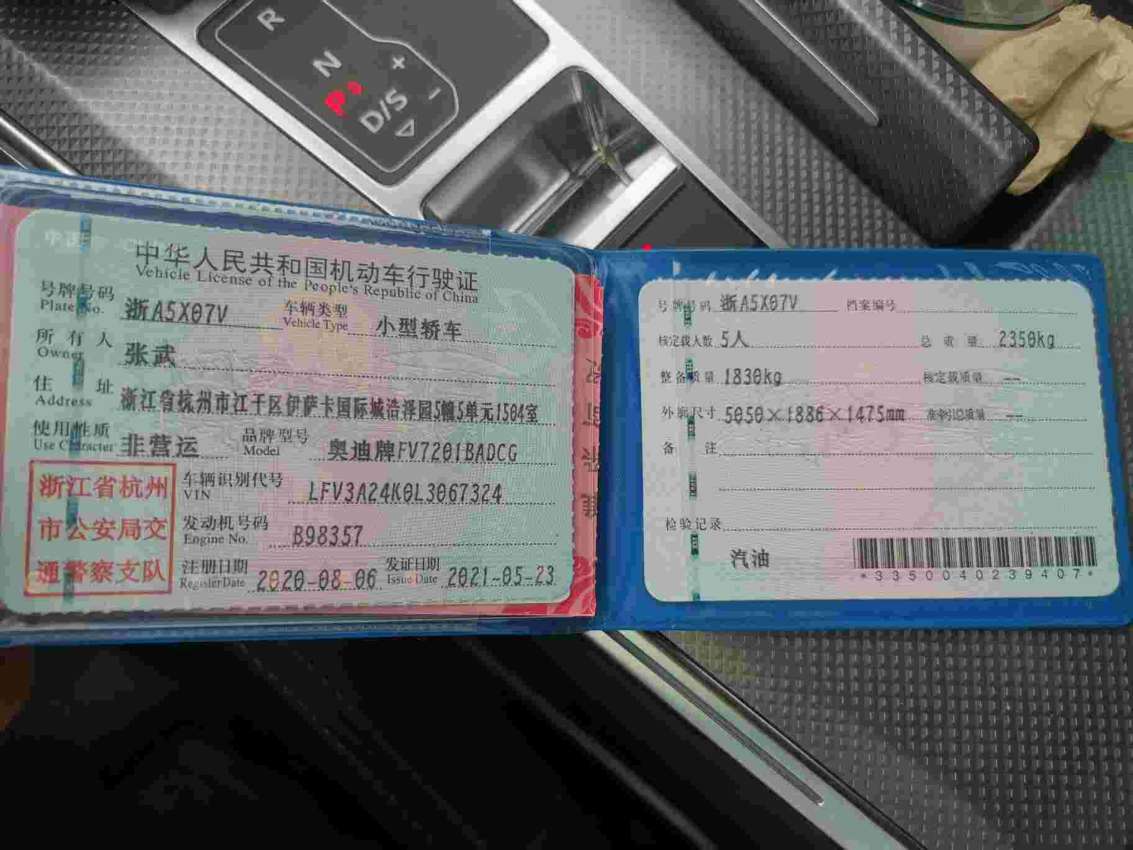 R
N
P
D/S
+
−
中华人民共和国机动车行驶证
Vehicle License of the People's Republic of China
号牌号码 浙A5X07V 车辆类型 小型轿车
Plate No. Vehicle Type
所有人 张武
Owner
住址 浙江省杭州市江干区伊萨卡国际城浩泽园5幢5单元1504室
Address
使用性质 非营运 品牌型号 奥迪牌FV7201BADCG
Use Character Model
浙江省杭州
市公安局交
通警察支队
车辆识别代号 LFV3A24K0L3067324
VIN
发动机号码 B98357
Engine No.
注册日期 2020-08-06 发证日期 2021-05-23
Register Date Issue Date
号牌号码 浙A5X07V 档案编号
核定载人数 5人 总质量 2350kg
整备质量 1830kg 核定载质量 --
外廓尺寸 5050×1886×1475mm 准牵引总质量 --
备注
检验记录
汽油
*3350040239407*